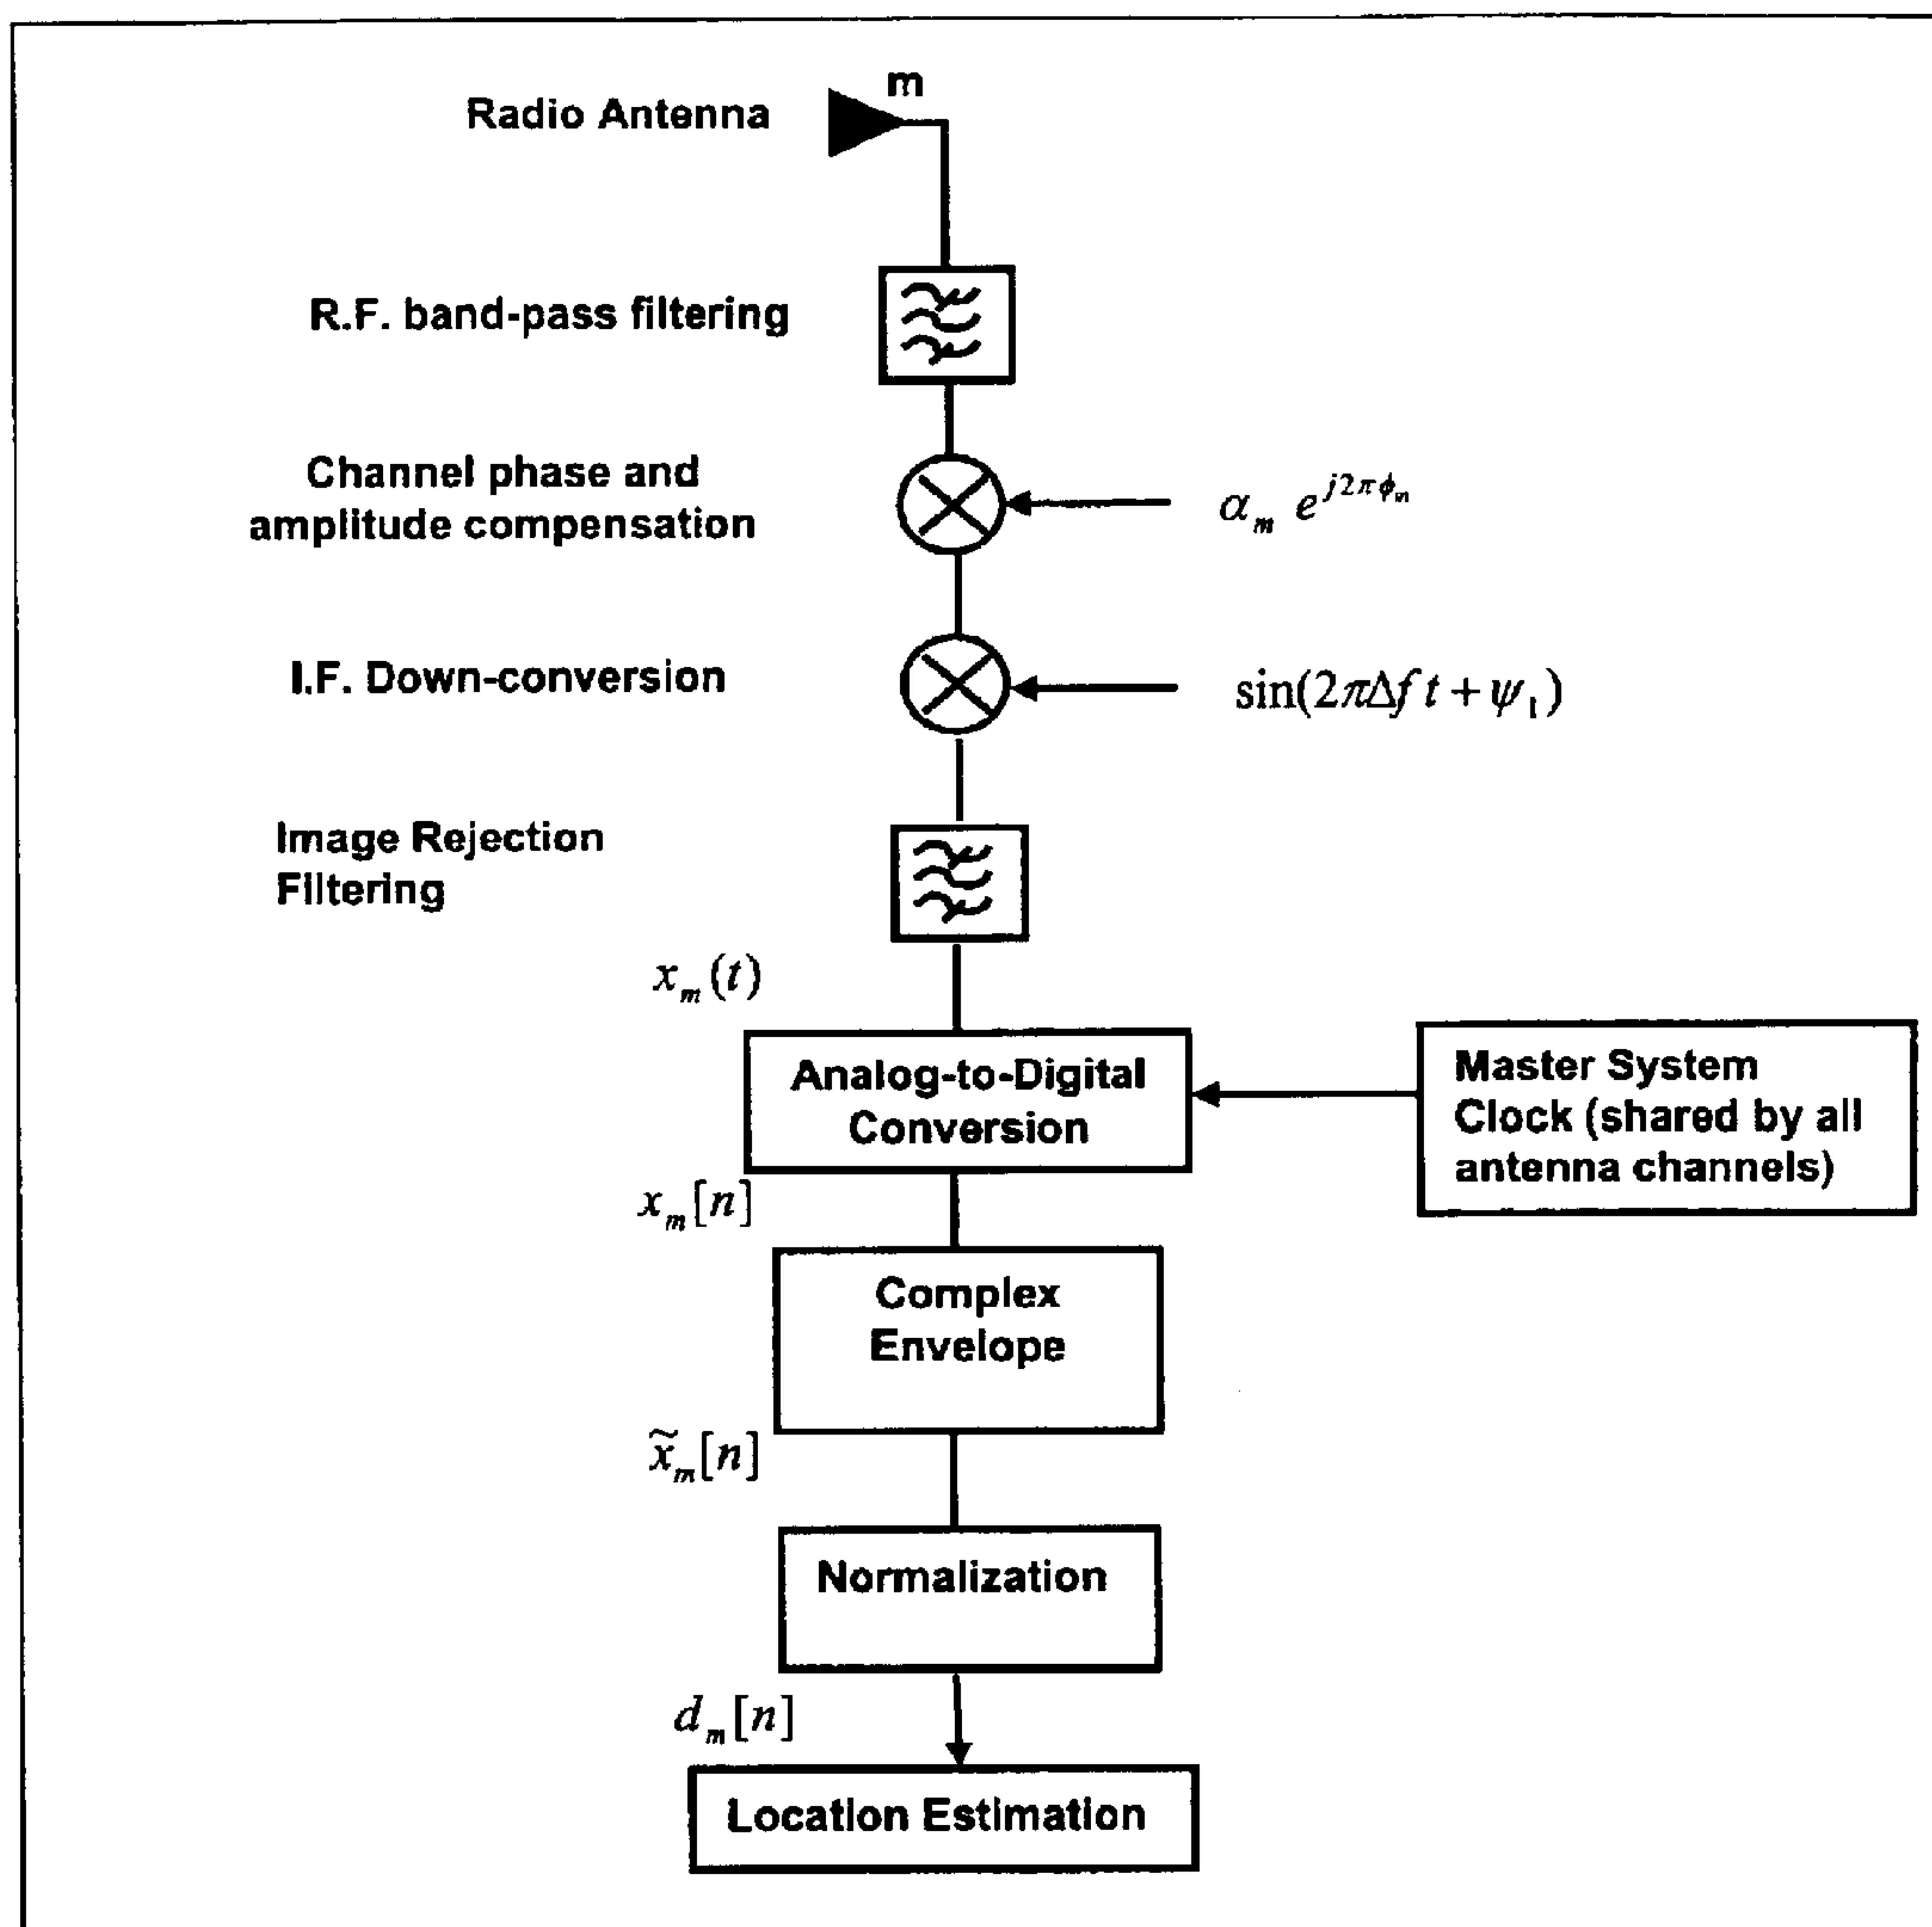 m
Radio Antenna
R.F. band-pass filtering
Channel phase and
amplitude compensation
α_m e^{j2πϕ_m}
I.F. Down-conversion
sin(2πΔf t + ψ_1)
Image Rejection
Filtering
x_m(t)
Analog-to-Digital
Conversion
Master System
Clock (shared by all
antenna channels)
x_m[n]
Complex
Envelope
x̃_m[n]
Normalization
d_m[n]
Location Estimation